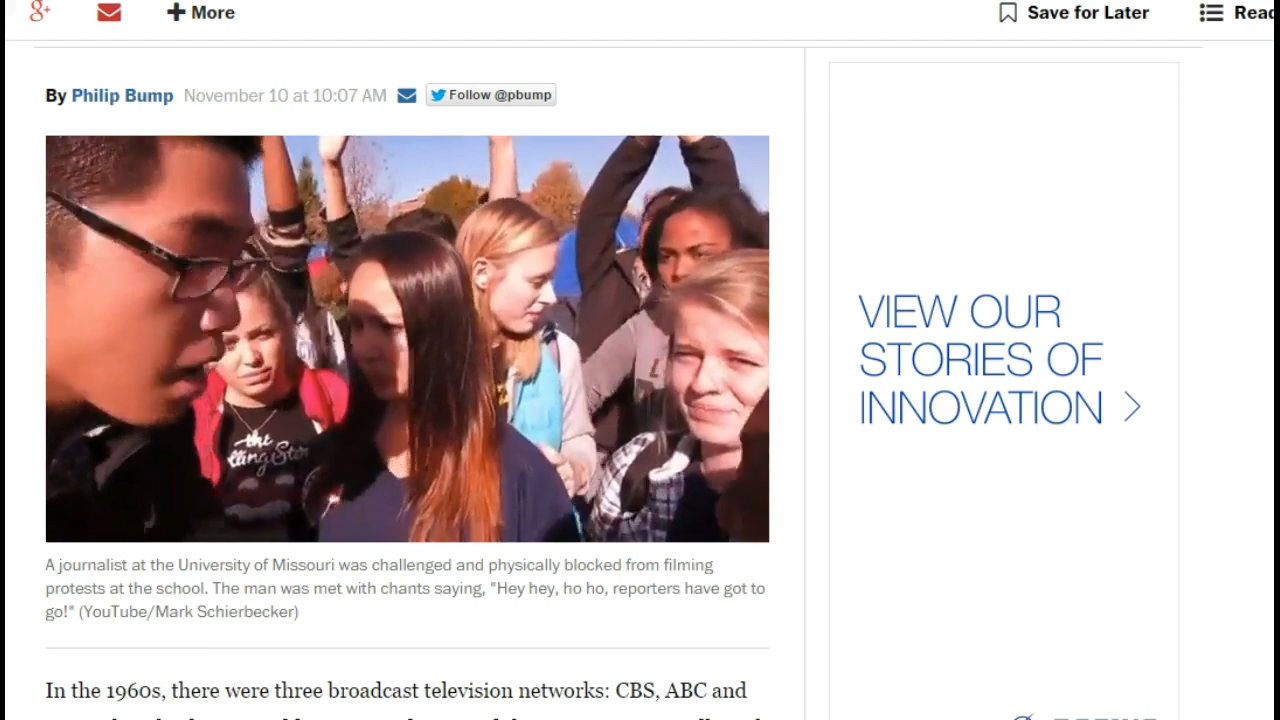 g+ More Save for Later
By Philip Bump November 10 at 10:07 AM Follow @pbump
the
VIEW OUR
STORIES OF
INNOVATION >
A journalist at the University of Missouri was challenged and physically blocked from filming
protests at the school. The man was met with chants saying, "Hey hey, ho ho, reporters have got to
go!" (YouTube/Mark Schierbecker)
In the 1960s, there were three broadcast television networks: CBS, ABC and